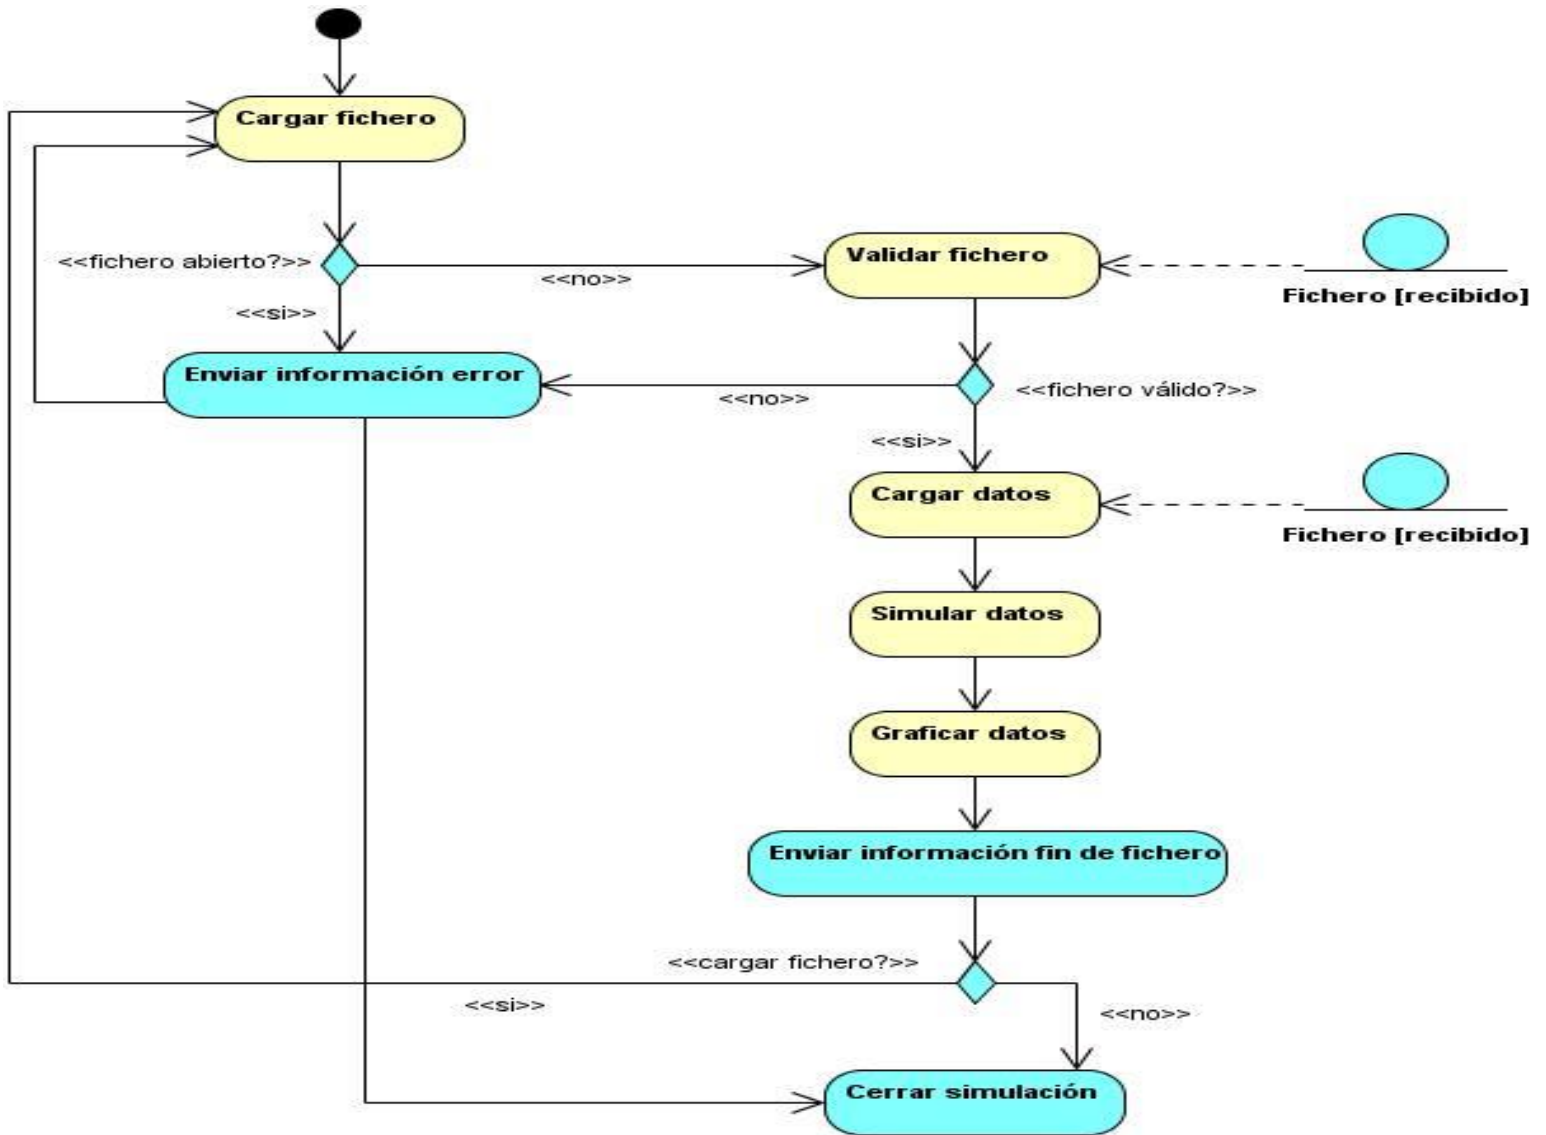 Cargar fichero
<<fichero abierto?>>
<<no>>
Validar fichero
Fichero [recibido]
<<si>>
Enviar información error
<<no>>
<<fichero válido?>>
<<si>>
Cargar datos
Fichero [recibido]
Simular datos
Graficar datos
Enviar información fin de fichero
<<cargar fichero?>>
<<si>>
<<no>>
Cerrar simulación